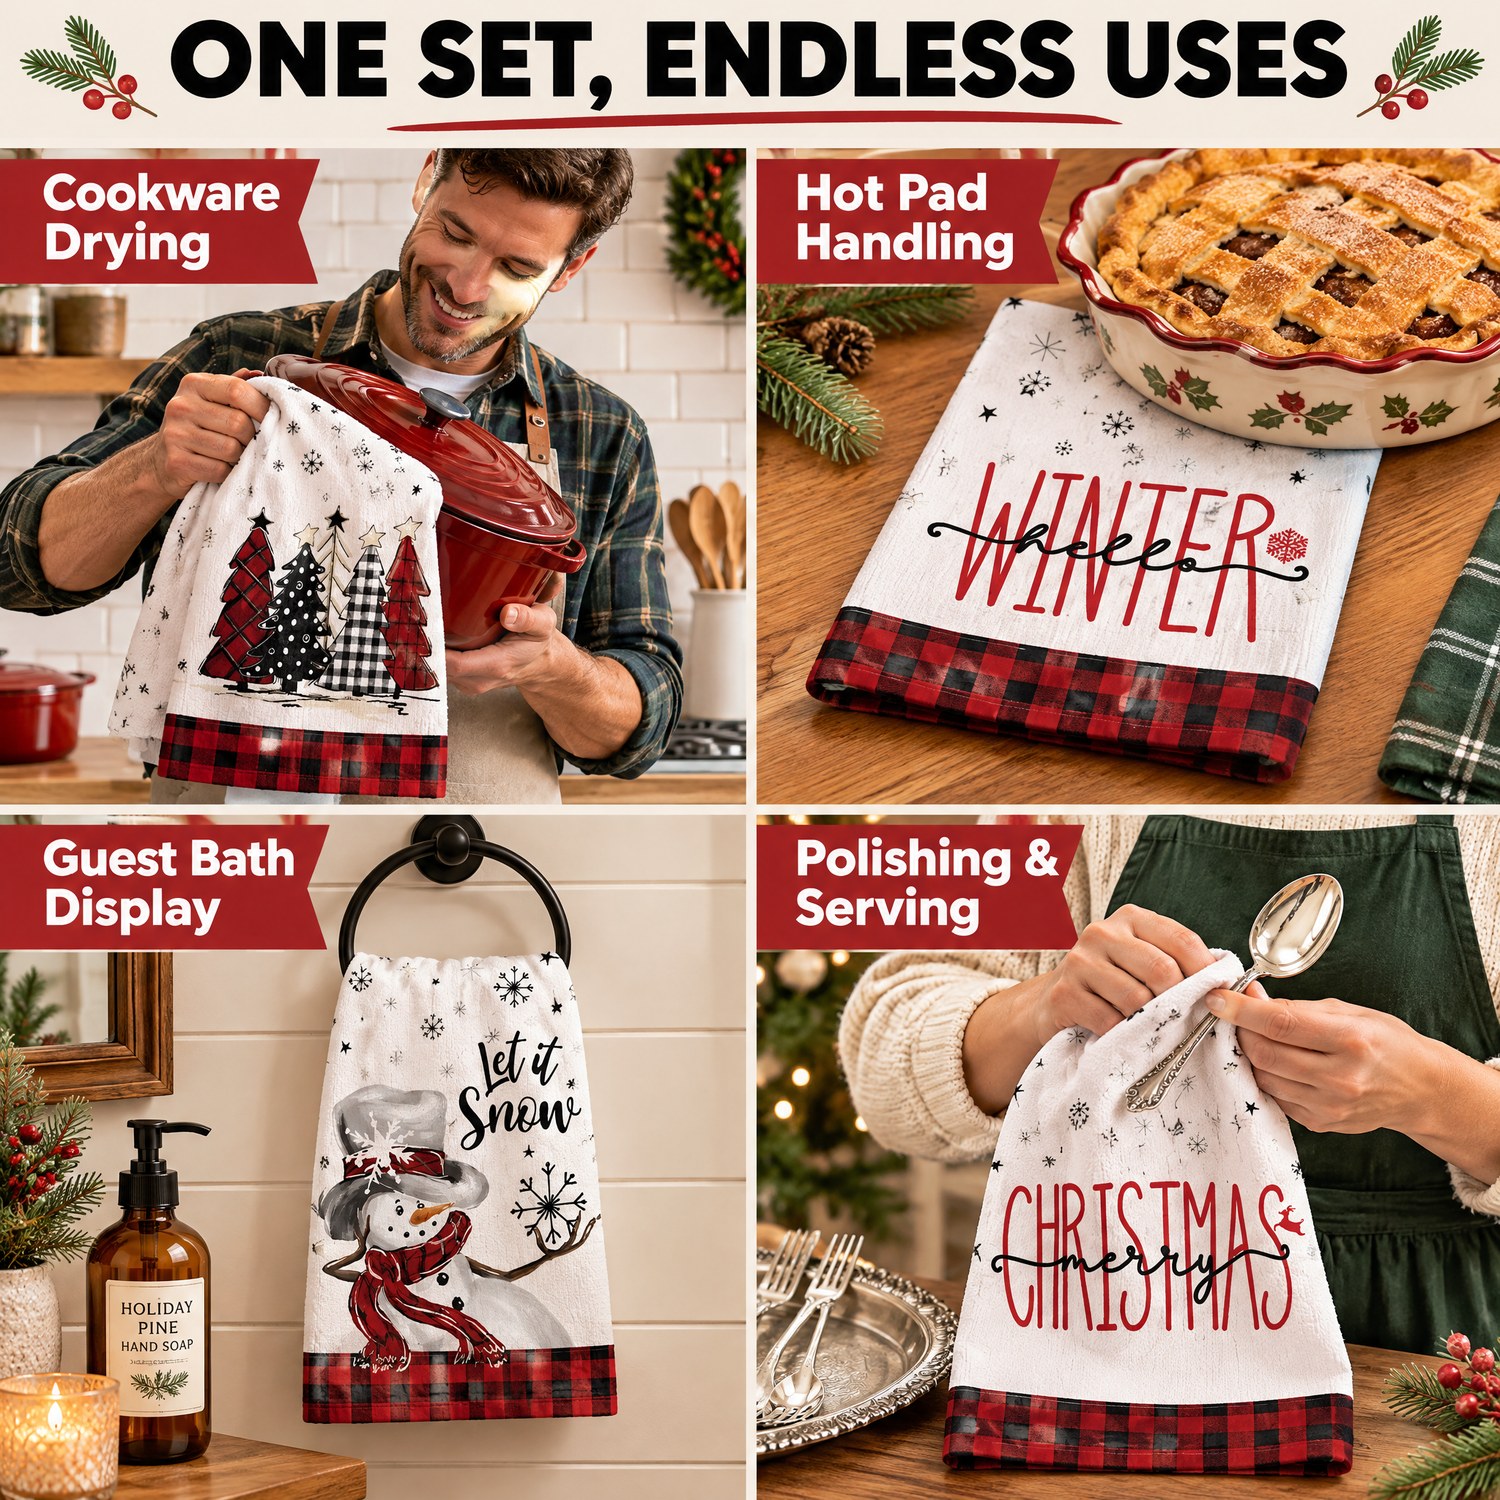 ONE SET, ENDLESS USES
Cookware
Drying
Hot Pad
Handling
WINTER
hello
Guest Bath
Display
Let it
Snow
HOLIDAY
PINE
HAND SOAP
Polishing &
Serving
CHRISTMAS
merry